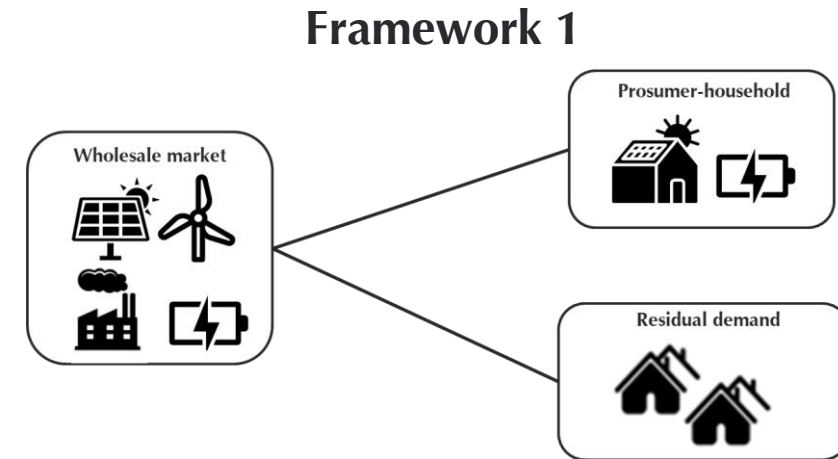 Framework 1
Prosumer-household
Wholesale market
Residual demand